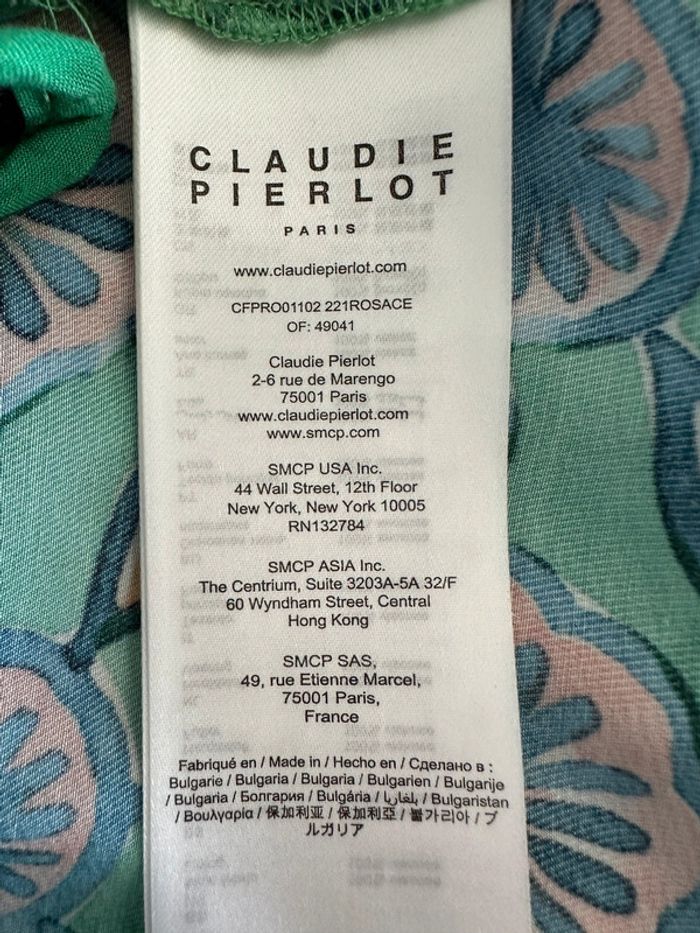 CLAUDIE
PIERLOT
PARIS
www.claudiepierlot.com
CFPRO01102 221ROSACE
OF: 49041
Claudie Pierlot
2-6 rue de Marengo
75001 Paris
www.claudiepierlot.com
www.smcp.com
SMCP USA Inc.
44 Wall Street, 12th Floor
New York, New York 10005
RN132784
SMCP ASIA Inc.
The Centrium, Suite 3203A-5A 32/F
60 Wyndham Street, Central
Hong Kong
SMCP SAS,
49, rue Etienne Marcel,
75001 Paris,
France
Fabriqué en / Made in / Hecho en / Сделано в :
Bulgarie / Bulgaria / Bulgaria / Bulgarien / Bulgarije
/ Bulgaria / Болгария / Bulgária / بلغاريا / Bulgaristan
/ Βουλγαρία / 保加利亚 / 保加利亞 / 불가리아 / ブ
ルガリア